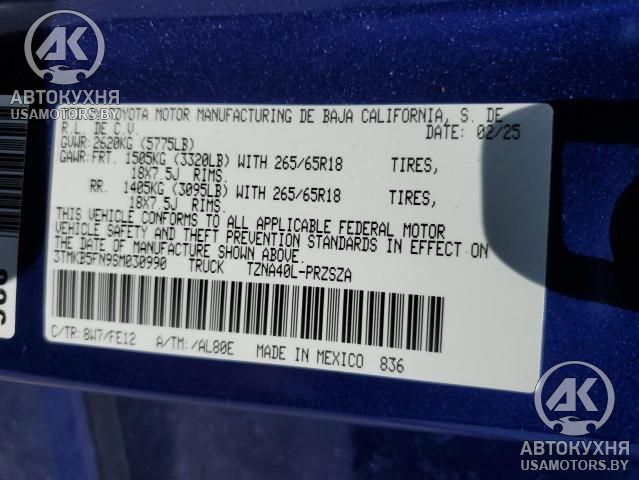 AK
АВТОКУХНЯ
USAMOTORS.BY
TOYOTA MOTOR MANUFACTURING DE BAJA CALIFORNIA, S. DE
R.L. DE C.V. DATE: 02/25
GVWR: 2620KG (5775LB)
GAWR: FRT. 1505KG (3320LB) WITH 265/65R18 TIRES,
18X7.5J RIMS.
RR. 1405KG (3095LB) WITH 265/65R18 TIRES,
18X7.5J RIMS.
THIS VEHICLE CONFORMS TO ALL APPLICABLE FEDERAL MOTOR
VEHICLE SAFETY AND THEFT PREVENTION STANDARDS IN EFFECT ON
THE DATE OF MANUFACTURE SHOWN ABOVE.
3TMKB5FN9SM030990 TRUCK TZNA40L-PRZSZA
C/TR: 8W7/FE12 A/TM: /AL80E MADE IN MEXICO 836
AK
АВТОКУХНЯ
USAMOTORS.BY